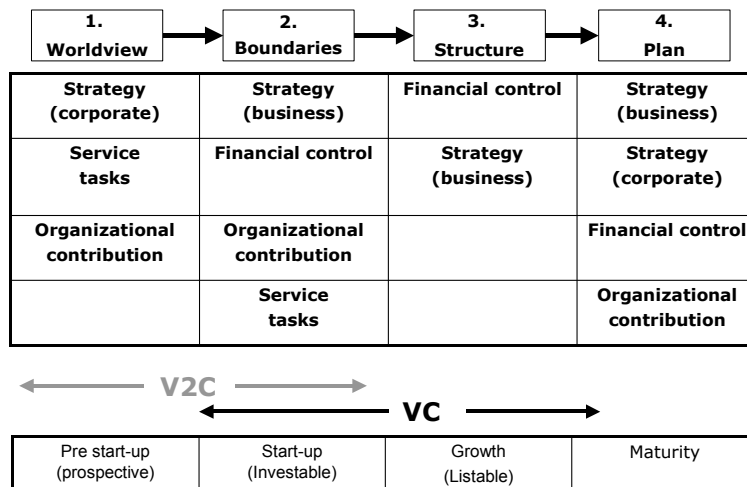 1.
Worldview
2.
Boundaries
3.
Structure
4.
Plan
Strategy
(corporate)
Strategy
(business)
Financial control
Strategy
(business)
Service
tasks
Financial control
Strategy
(business)
Strategy
(corporate)
Organizational
contribution
Organizational
contribution
Financial control
Service
tasks
Organizational
contribution
V2C
VC
Pre start-up
(prospective)
Start-up
(Investable)
Growth
(Listable)
Maturity